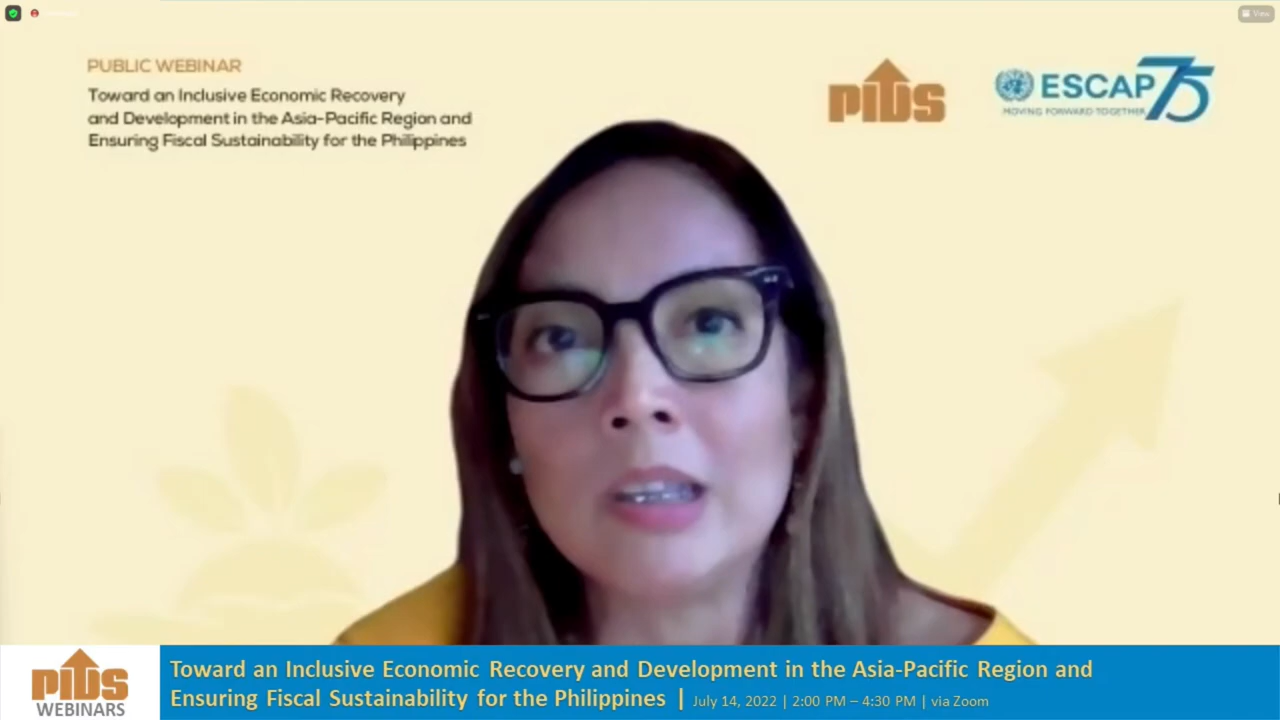 View
PUBLIC WEBINAR
Toward an Inclusive Economic Recovery
and Development in the Asia-Pacific Region and
Ensuring Fiscal Sustainability for the Philippines
pids
ESCAP 75
MOVING FORWARD TOGETHER
pids
WEBINARS
Toward an Inclusive Economic Recovery and Development in the Asia-Pacific Region and
Ensuring Fiscal Sustainability for the Philippines | July 14, 2022 | 2:00 PM – 4:30 PM | via Zoom